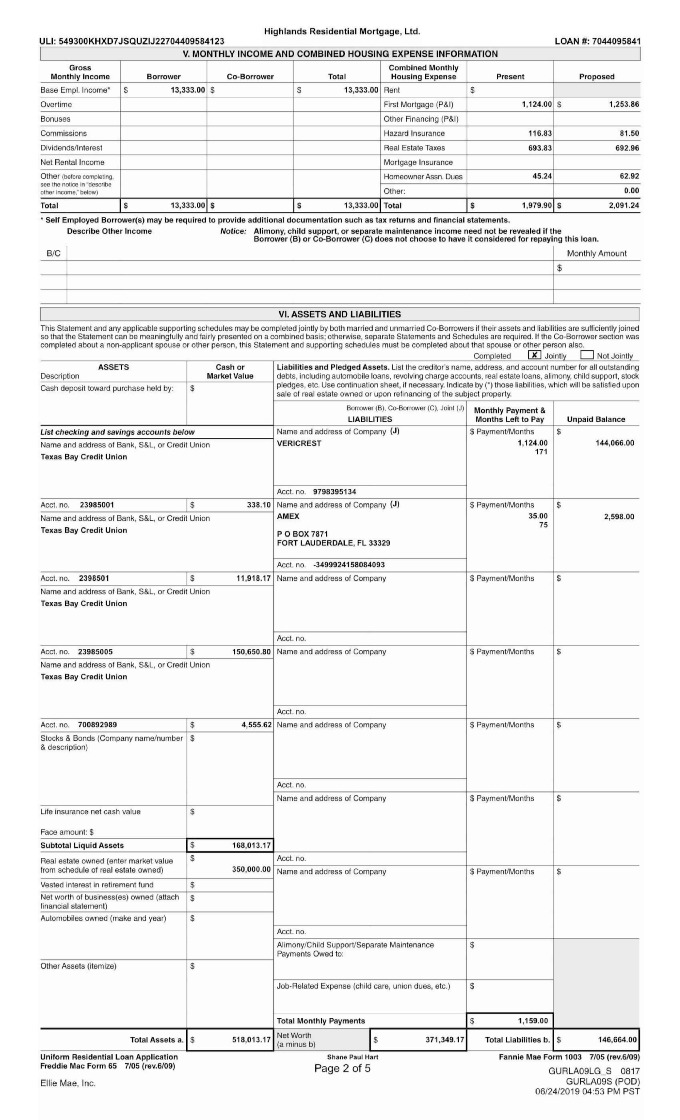 Highlands Residential Mortgage, Ltd.
ULI: 549300KHXD7JSQUZIJ22704409584123 LOAN #: 7044095841
V. MONTHLY INCOME AND COMBINED HOUSING EXPENSE INFORMATION
Gross Monthly Income Borrower Co-Borrower Total Combined Monthly Housing Expense Present Proposed
Base Empl. Income* $ 13,333.00 $ $ 13,333.00 Rent $
Overtime First Mortgage (P&I) 1,124.00 $ 1,253.86
Bonuses Other Financing (P&I)
Commissions Hazard Insurance 116.83 81.50
Dividends/Interest Real Estate Taxes 693.83 692.96
Net Rental Income Mortgage Insurance
Other (before completing, see the notice in "describe other income," below) Homeowner Assn. Dues 45.24 62.92
Other: 0.00
Total $ 13,333.00 $ $ 13,333.00 Total $ 1,979.90 $ 2,091.24
* Self Employed Borrower(s) may be required to provide additional documentation such as tax returns and financial statements.
Describe Other Income Notice: Alimony, child support, or separate maintenance income need not be revealed if the
Borrower (B) or Co-Borrower (C) does not choose to have it considered for repaying this loan.
B/C Monthly Amount
$
VI. ASSETS AND LIABILITIES
This Statement and any applicable supporting schedules may be completed jointly by both married and unmarried Co-Borrowers if their assets and liabilities are sufficiently joined
so that the Statement can be meaningfully and fairly presented on a combined basis; otherwise, separate Statements and Schedules are required. If the Co-Borrower section was
completed about a non-applicant spouse or other person, this Statement and supporting schedules must be completed about that spouse or other person also.
Completed X Jointly Not Jointly
ASSETS Cash or Market Value
Description
Liabilities and Pledged Assets. List the creditor's name, address, and account number for all outstanding
debts, including automobile loans, revolving charge accounts, real estate loans, alimony, child support, stock
pledges, etc. Use continuation sheet, if necessary. Indicate by (*) those liabilities, which will be satisfied upon
sale of real estate owned or upon refinancing of the subject property.
Cash deposit toward purchase held by: $
Borrower (B), Co-Borrower (C), Joint (J)
LIABILITIES Monthly Payment & Months Left to Pay Unpaid Balance
List checking and savings accounts below Name and address of Company (J) $ Payment/Months $
Name and address of Bank, S&L, or Credit Union VERICREST 1,124.00 144,066.00
171
Texas Bay Credit Union
Acct. no. 9798395134
Acct. no. 23985001 $ 338.10 Name and address of Company (J) $ Payment/Months $
Name and address of Bank, S&L, or Credit Union AMEX 35.00 2,598.00
75
Texas Bay Credit Union
P O BOX 7871
FORT LAUDERDALE, FL 33329
Acct. no. -3499924158084093
Acct. no. 2398501 $ 11,918.17 Name and address of Company $ Payment/Months $
Name and address of Bank, S&L, or Credit Union
Texas Bay Credit Union
Acct. no.
Acct. no. 23985005 $ 150,650.80 Name and address of Company $ Payment/Months $
Name and address of Bank, S&L, or Credit Union
Texas Bay Credit Union
Acct. no.
Acct. no. 700892989 $ 4,555.62 Name and address of Company $ Payment/Months $
Stocks & Bonds (Company name/number & description) $
Acct. no.
Name and address of Company $ Payment/Months $
Life insurance net cash value $
Face amount: $
Subtotal Liquid Assets $ 168,013.17
Acct. no.
Real estate owned (enter market value from schedule of real estate owned) $ 350,000.00 Name and address of Company $ Payment/Months $
Vested interest in retirement fund $
Net worth of business(es) owned (attach financial statement) $
Automobiles owned (make and year) $
Acct. no.
Alimony/Child Support/Separate Maintenance Payments Owed to: $
Other Assets (itemize) $
Job-Related Expense (child care, union dues, etc.) $
Total Monthly Payments $ 1,159.00
Total Assets a. $ 518,013.17 Net Worth (a minus b) $ 371,349.17 Total Liabilities b. $ 146,664.00
Uniform Residential Loan Application Shane Paul Hart Fannie Mae Form 1003 7/05 (rev.6/09)
Freddie Mac Form 65 7/05 (rev.6/09) Page 2 of 5
GURLA09LG_S 0817
Ellie Mae, Inc. GURLA09S (POD)
06/24/2019 04:53 PM PST